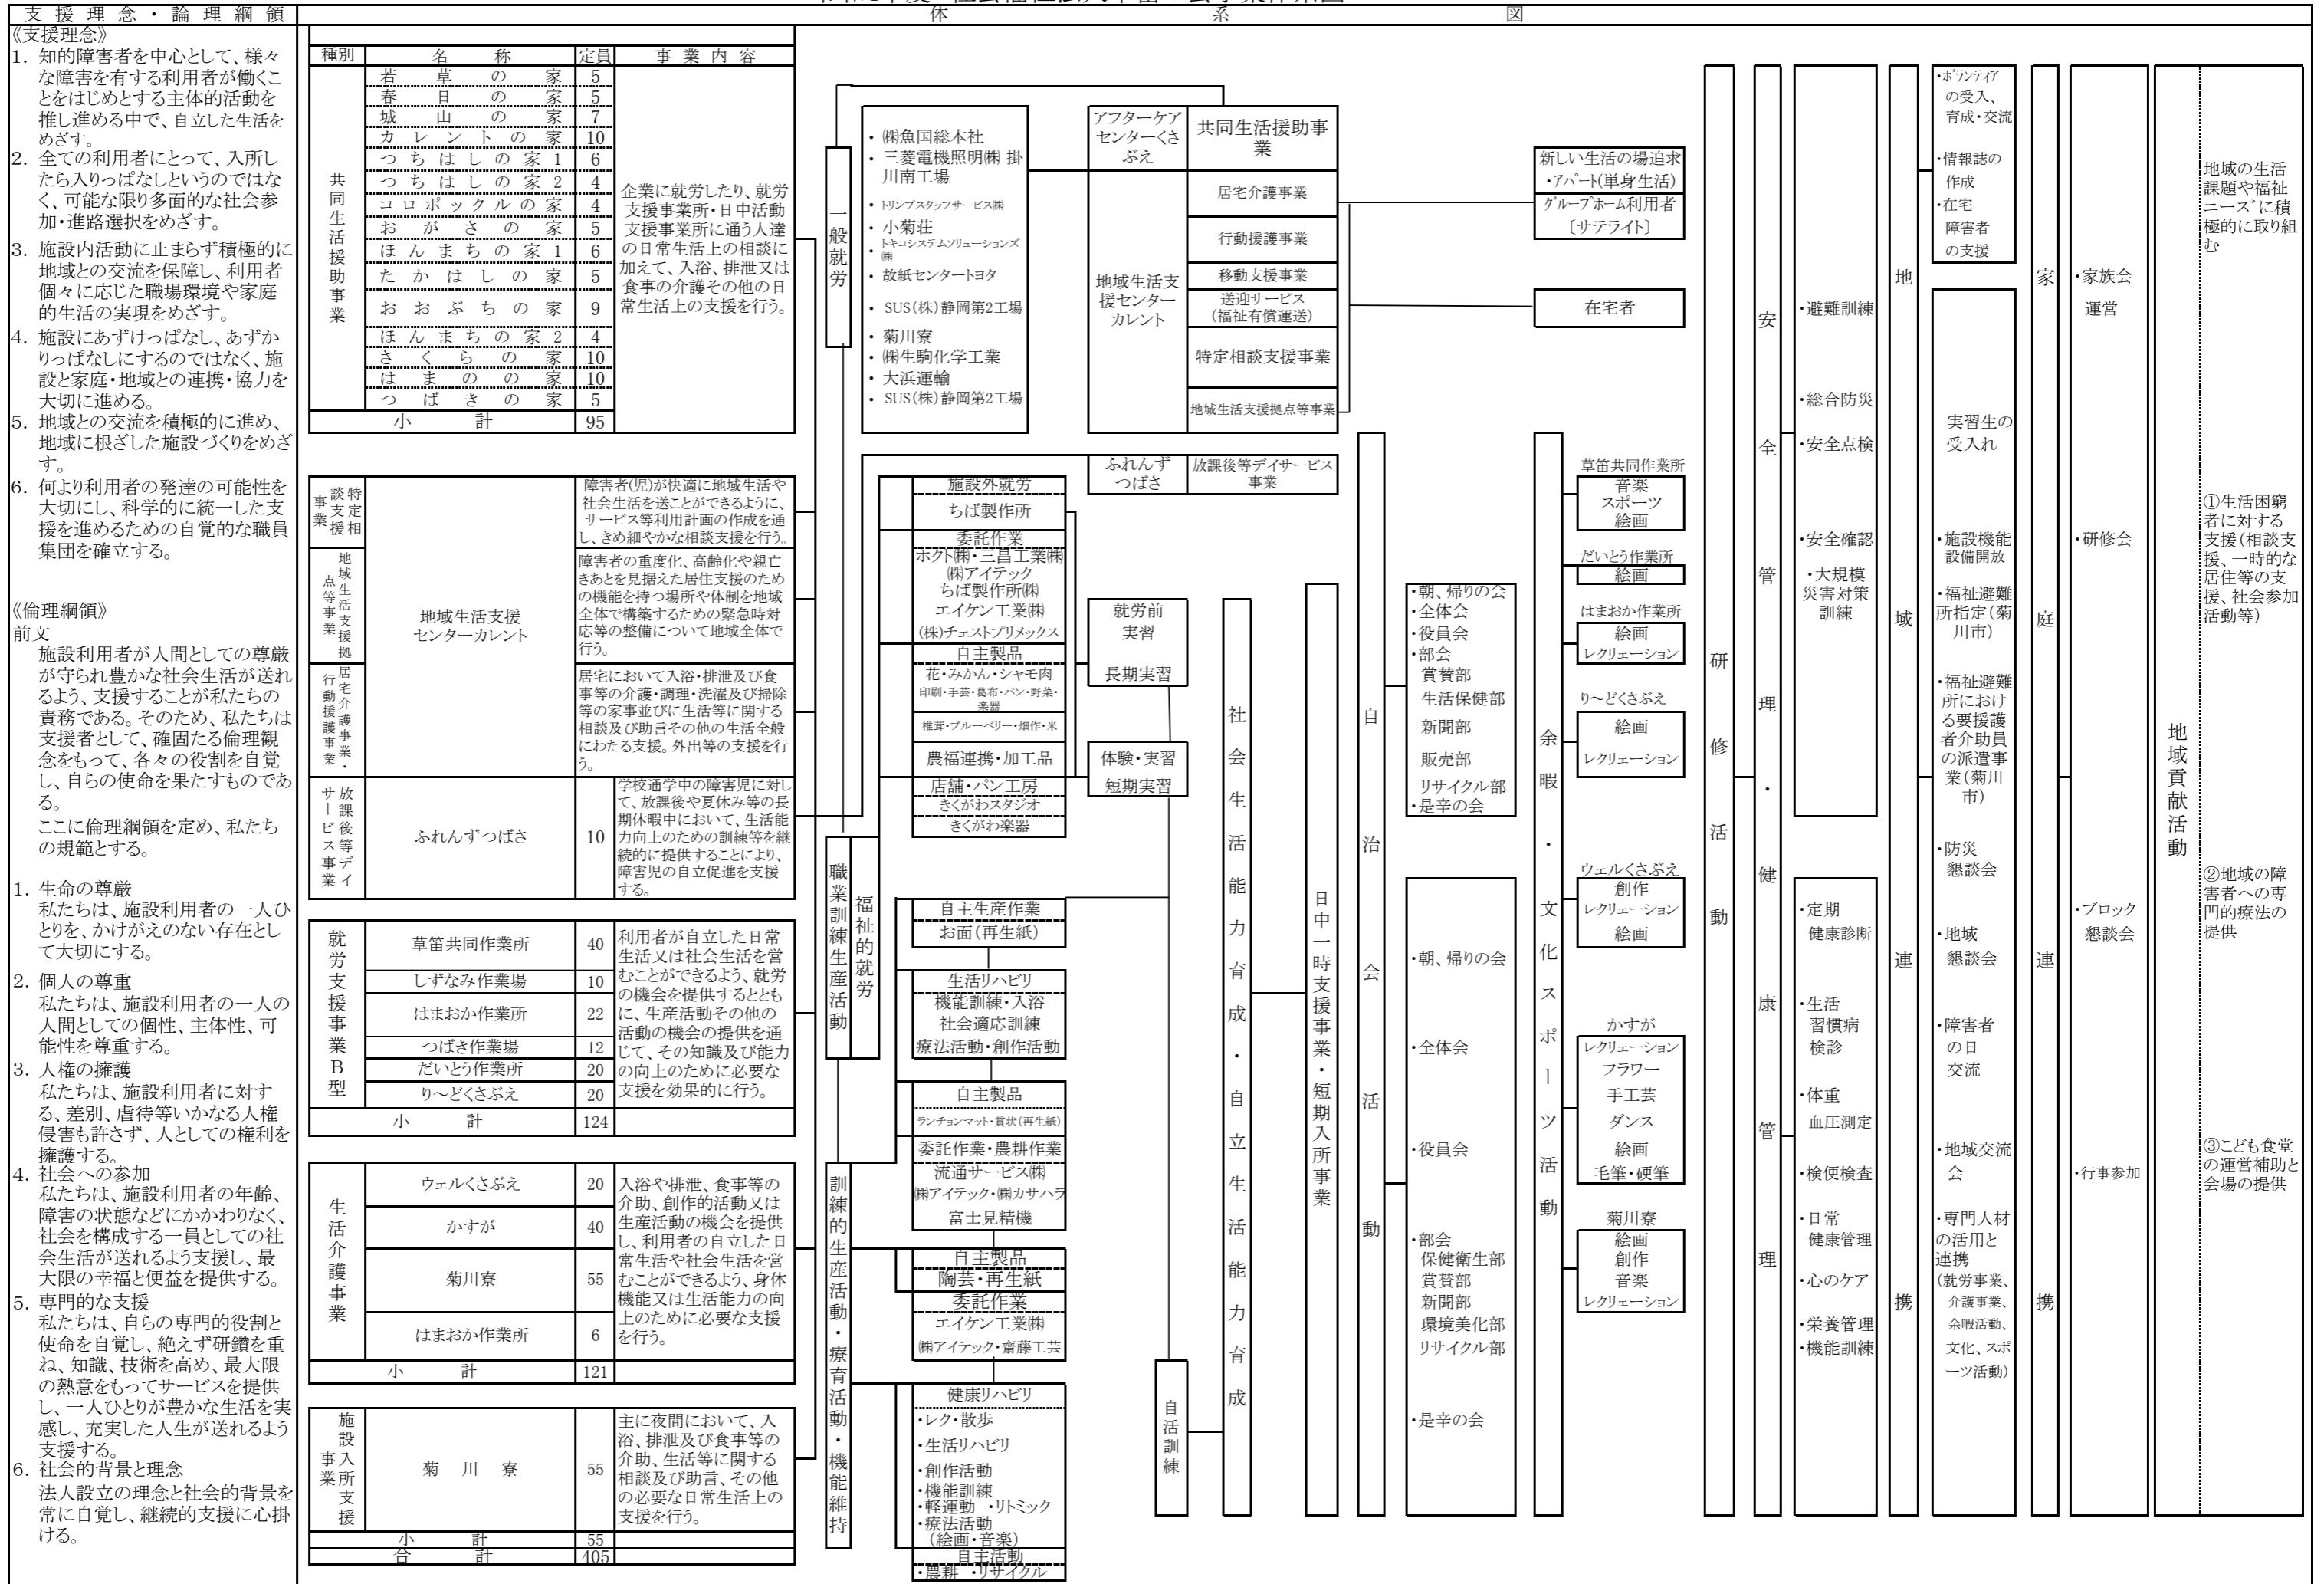 支援理念・論理綱領
体系図
《支援理念》
1. 知的障害者を中心として、様々
な障害を有する利用者が働くこ
とをはじめとする主体的活動を
推し進める中で、自立した生活を
めざす。
2. 全ての利用者にとって、入所し
たら入りっぱなしというのではな
く、可能な限り多面的な社会参
加・進路選択をめざす。
3. 施設内活動に止まらず積極的に
地域との交流を保障し、利用者
個々に応じた職場環境や家庭
的生活の実現をめざす。
4. 施設にあずけっぱなし、あずか
りっぱなしにするのではなく、施
設と家庭・地域との連携・協力を
大切に進める。
5. 地域との交流を積極的に進め、
地域に根ざした施設づくりをめざ
す。
6. 何より利用者の発達の可能性を
大切にし、科学的に統一した支
援を進めるための自覚的な職員
集団を確立する。
《倫理綱領》
前文
施設利用者が人間としての尊厳
が守られ豊かな社会生活が送れ
るよう、支援することが私たちの
責務である。そのため、私たちは
支援者として、確固たる倫理観
念をもって、各々の役割を自覚
し、自らの使命を果たすものであ
る。
ここに倫理綱領を定め、私たち
の規範とする。
1. 生命の尊厳
私たちは、施設利用者の一人ひ
とりを、かけがえのない存在とし
て大切にする。
2. 個人の尊重
私たちは、施設利用者の一人の
人間としての個性、主体性、可
能性を尊重する。
3. 人権の擁護
私たちは、施設利用者に対す
る、差別、虐待等いかなる人権
侵害も許さず、人としての権利を
擁護する。
4. 社会への参加
私たちは、施設利用者の年齢、
障害の状態などにかかわりなく、
社会を構成する一員としての社
会生活が送れるよう支援し、最
大限の幸福と便益を提供する。
5. 専門的な支援
私たちは、自らの専門的役割と
使命を自覚し、絶えず研鑽を重
ね、知識、技術を高め、最大限
の熱意をもってサービスを提供
し、一人ひとりが豊かな生活を実
感し、充実した人生が送れるよう
支援する。
6. 社会的背景と理念
法人設立の理念と社会的背景を
常に自覚し、継続的支援に心掛
ける。
種別 名称 定員 事業内容
共同生活援助事業
若草の家 5
春日の家 5
城山の家 7
カレントの家 10
つちはしの家1 6
つちはしの家2 4
コロボックルの家 4
おがさの家 5
ほんまちの家1 6
たかはしの家 5
おおぶちの家 9
ほんまちの家2 4
さくらの家 10
はまのの家 10
つばきの家 5
小計 95
企業に就労したり、就労
支援事業所・日中活動
支援事業所に通う人達
の日常生活上の相談に
加えて、入浴、排泄又は
食事の介護その他の日
常生活上の支援を行う。
特定相談支援事業
障害者(児)が快適に地域生活や
社会生活を送ことができるように、
サービス等利用計画の作成を通
し、きめ細やかな相談支援を行う。
地域生活支援拠点等事業
地域生活支援
センターカレント
障害者の重度化、高齢化や親亡
きあとを見据えた居住支援のため
の機能を持つ場所や体制を地域
全体で構築するための緊急時対
応等の整備について地域全体で
行う。
居宅介護事業・行動援護事業
居宅において入浴・排泄及び食
事等の介護・調理・洗濯及び掃除
等の家事並びに生活等に関する
相談及び助言その他の生活全般
にわたる支援。外出等の支援を行
う。
放課後等デイサービス事業
ふれんずつばさ 10
学校通学中の障害児に対し
て、放課後や夏休み等の長
期休暇中において、生活能
力向上のための訓練等を継
続的に提供することにより、
障害児の自立促進を支援
する。
就労支援事業B型
草笛共同作業所 40
しずなみ作業場 10
はまおか作業所 22
つばき作業場 12
だいとう作業所 20
り～どくさぶえ 20
小計 124
利用者が自立した日常
生活又は社会生活を営
むことができるよう、就労
の機会を提供するととも
に、生産活動その他の
活動の機会の提供を通
じて、その知識及び能力
の向上のために必要な
支援を効果的に行う。
生活介護事業
ウェルくさぶえ 20
かすが 40
菊川寮 55
はまおか作業所 6
小計 121
入浴や排泄、食事等の
介助、創作的活動又は
生産活動の機会を提供
し、利用者の自立した日
常生活や社会生活を営
むことができるよう、身体
機能又は生活能力の向
上のために必要な支援
を行う。
施設入所支援事業
菊川寮 55
主に夜間において、入
浴、排泄及び食事等の
介助、生活等に関する
相談及び助言、その他
の必要な日常生活上の
支援を行う。
小計 55
合計 405
一般就労
・㈱魚国総本社
・三菱電機照明㈱ 掛
川南工場
・トリンプスタッフサービス㈱
・小菊荘
・トキコシステムソリューションズ
㈱
・故紙センタートヨタ
・SUS(株)静岡第2工場
・菊川寮
・㈱生駒化学工業
・大浜運輸
・SUS(株)静岡第2工場
職業訓練生産活動
福祉的就労
訓練的生産活動・療育活動・機能維持
施設外就労
ちば製作所
委託作業
ホクト㈱・三昌工業㈱
㈱アイテック
ちば製作所㈱
エイケン工業㈱
(株)チェストプリメックス
自主製品
花・みかん・シャモ肉
印刷・手芸・葛布・パン・野菜・
楽器
椎茸・ブルーベリー・畑作・米
農福連携・加工品
店舗・パン工房
きくがわスタジオ
きくがわ楽器
自主生産作業
お面(再生紙)
生活リハビリ
機能訓練・入浴
社会適応訓練
療法活動・創作活動
自主製品
ランチョンマット・賞状(再生紙)
委託作業・農耕作業
流通サービス㈱
㈱アイテック・㈱カサハラ
富士見精機
自主製品
陶芸・再生紙
委託作業
エイケン工業㈱
㈱アイテック・齋藤工芸
健康リハビリ
・レク・散歩
・生活リハビリ
・創作活動
・機能訓練
・軽運動 ・リトミック
・療法活動
(絵画・音楽)
自主活動
・農耕 ・リサイクル
アフターケア
センターくさ
ぶえ
共同生活援助事
業
地域生活支
援センター
カレント
居宅介護事業
行動援護事業
移動支援事業
送迎サービス
(福祉有償運送)
特定相談支援事業
地域生活支援拠点等事業
ふれんず
つばさ
放課後等デイサービス
事業
就労前
実習
長期実習
体験・実習
短期実習
自活訓練
社会生活能力育成・自立生活能力育成
日中一時支援事業・短期入所事業
新しい生活の場追求
・アパート(単身生活)
グループホーム利用者
〔サテライト〕
在宅者
自治会活動
・朝、帰りの会
・全体会
・役員会
・部会
賞賛部
生活保健部
新聞部
販売部
リサイクル部
・是辛の会
・朝、帰りの会
・全体会
・役員会
・部会
保健衛生部
賞賛部
新聞部
環境美化部
リサイクル部
・是辛の会
余暇・文化スポーツ活動
草笛共同作業所
音楽
スポーツ
絵画
だいとう作業所
絵画
はまおか作業所
絵画
レクリェーション
り～どくさぶえ
絵画
レクリェーション
ウェルくさぶえ
創作
レクリェーション
絵画
かすが
レクリェーション
フラワー
手工芸
ダンス
絵画
毛筆・硬筆
菊川寮
絵画
創作
音楽
レクリェーション
研修活動
安全管理・健康管理
・避難訓練
・総合防災
・安全点検
・安全確認
・大規模
災害対策
訓練
・定期
健康診断
・生活
習慣病
検診
・体重
血圧測定
・検便検査
・日常
健康管理
・心のケア
・栄養管理
・機能訓練
地域連携
・ボランティア
の受入、
育成・交流
・情報誌の
作成
・在宅
障害者
の支援
実習生の
受入れ
・施設機能
設備開放
・福祉避難
所指定(菊
川市)
・福祉避難
所におけ
る要援護
者介助員
の派遣事
業(菊川
市)
・防災
懇談会
・地域
懇談会
・障害者
の日
交流
・地域交流
会
・専門人材
の活用と
連携
(就労事業、
介護事業、
余暇活動、
文化、スポ
ーツ活動)
家庭連携
・家族会
運営
・研修会
・ブロック
懇談会
・行事参加
地域貢献活動
地域の生活
課題や福祉
ニーズに積
極的に取り組
む
①生活困窮
者に対する
支援(相談支
援、一時的な
居住等の支
援、社会参加
活動等)
②地域の障
害者への専
門的療法の
提供
③こども食堂
の運営補助と
会場の提供